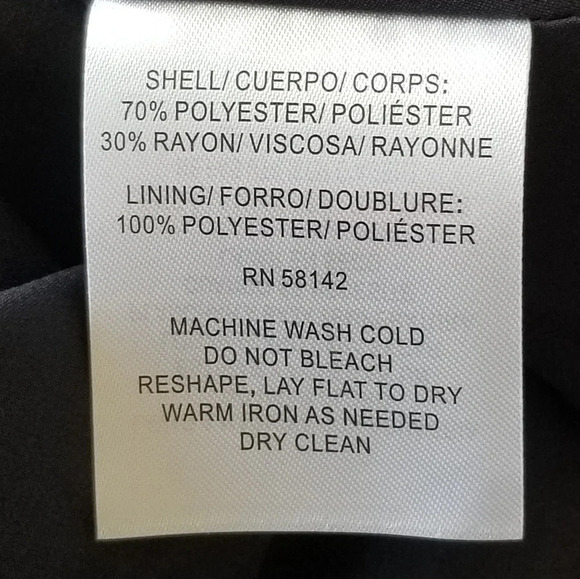 SHELL/ CUERPO/ CORPS:
70% POLYESTER/ POLIÉSTER
30% RAYON/ VISCOSA/ RAYONNE
LINING/ FORRO/ DOUBLURE:
100% POLYESTER/ POLIÉSTER
RN 58142
MACHINE WASH COLD
DO NOT BLEACH
RESHAPE, LAY FLAT TO DRY
WARM IRON AS NEEDED
DRY CLEAN